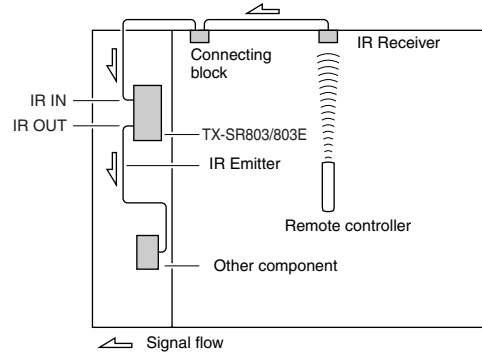 IR Receiver
Connecting
block
IR IN
IR OUT
TX-SR803/803E
IR Emitter
Remote controller
Other component
Signal flow